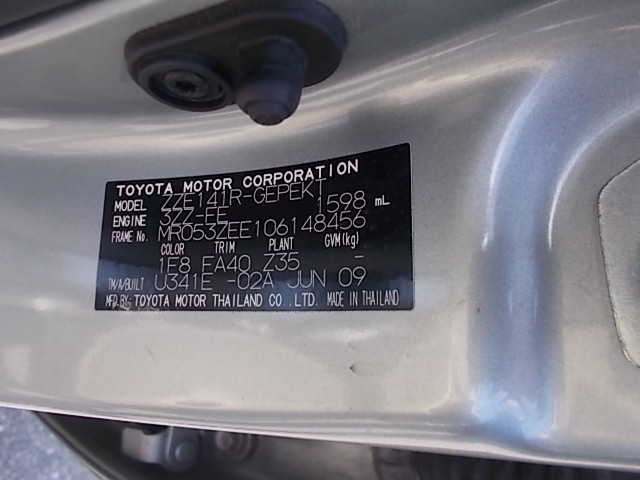 TOYOTA MOTOR CORPORATION
MODEL ZZE141R-GEPEKT
ENGINE 3ZZ-FE 1598 mL
FRAME No. MR053ZEE106148456
COLOR TRIM PLANT GVM(kg)
1E8 FA40 Z35 -
TM/A/BUILT U341E -02A JUN 09
MFD BY:TOYOTA MOTOR THAILAND CO.,LTD. MADE IN THAILAND